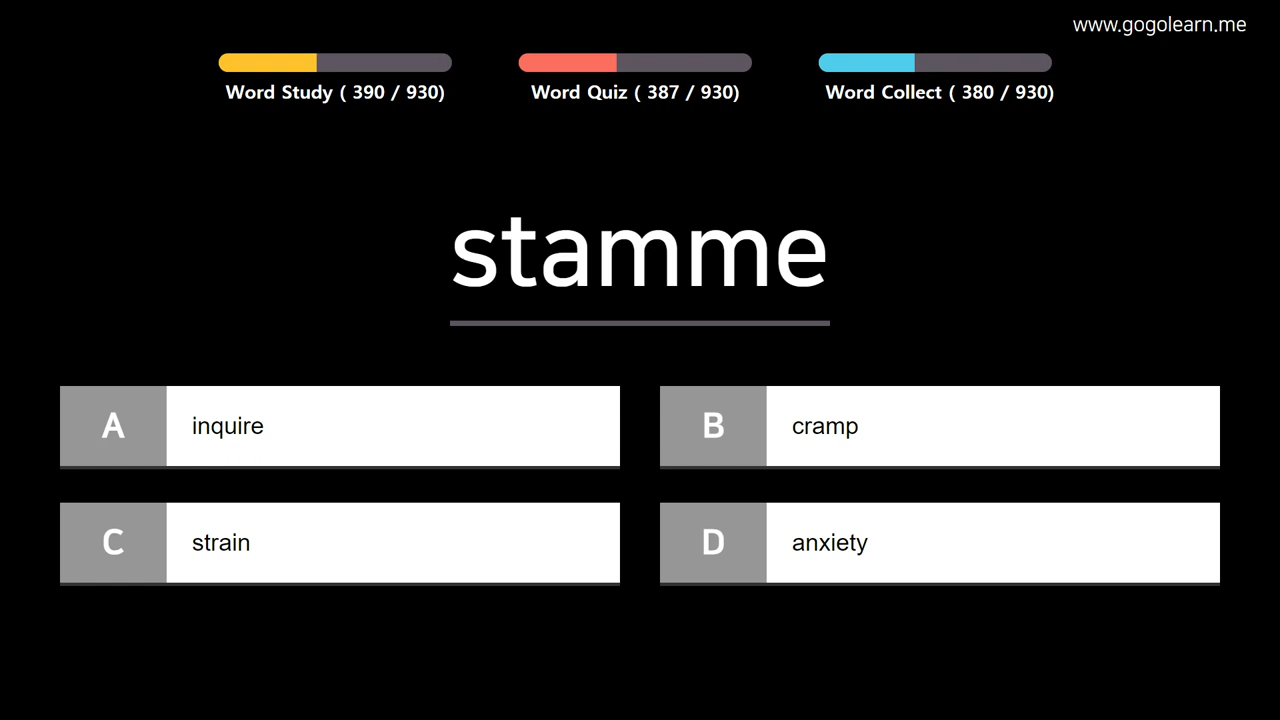 www.gogolearn.me
Word Study ( 390 / 930)
Word Quiz ( 387 / 930)
Word Collect ( 380 / 930)
stamme
A inquire
B cramp
C strain
D anxiety